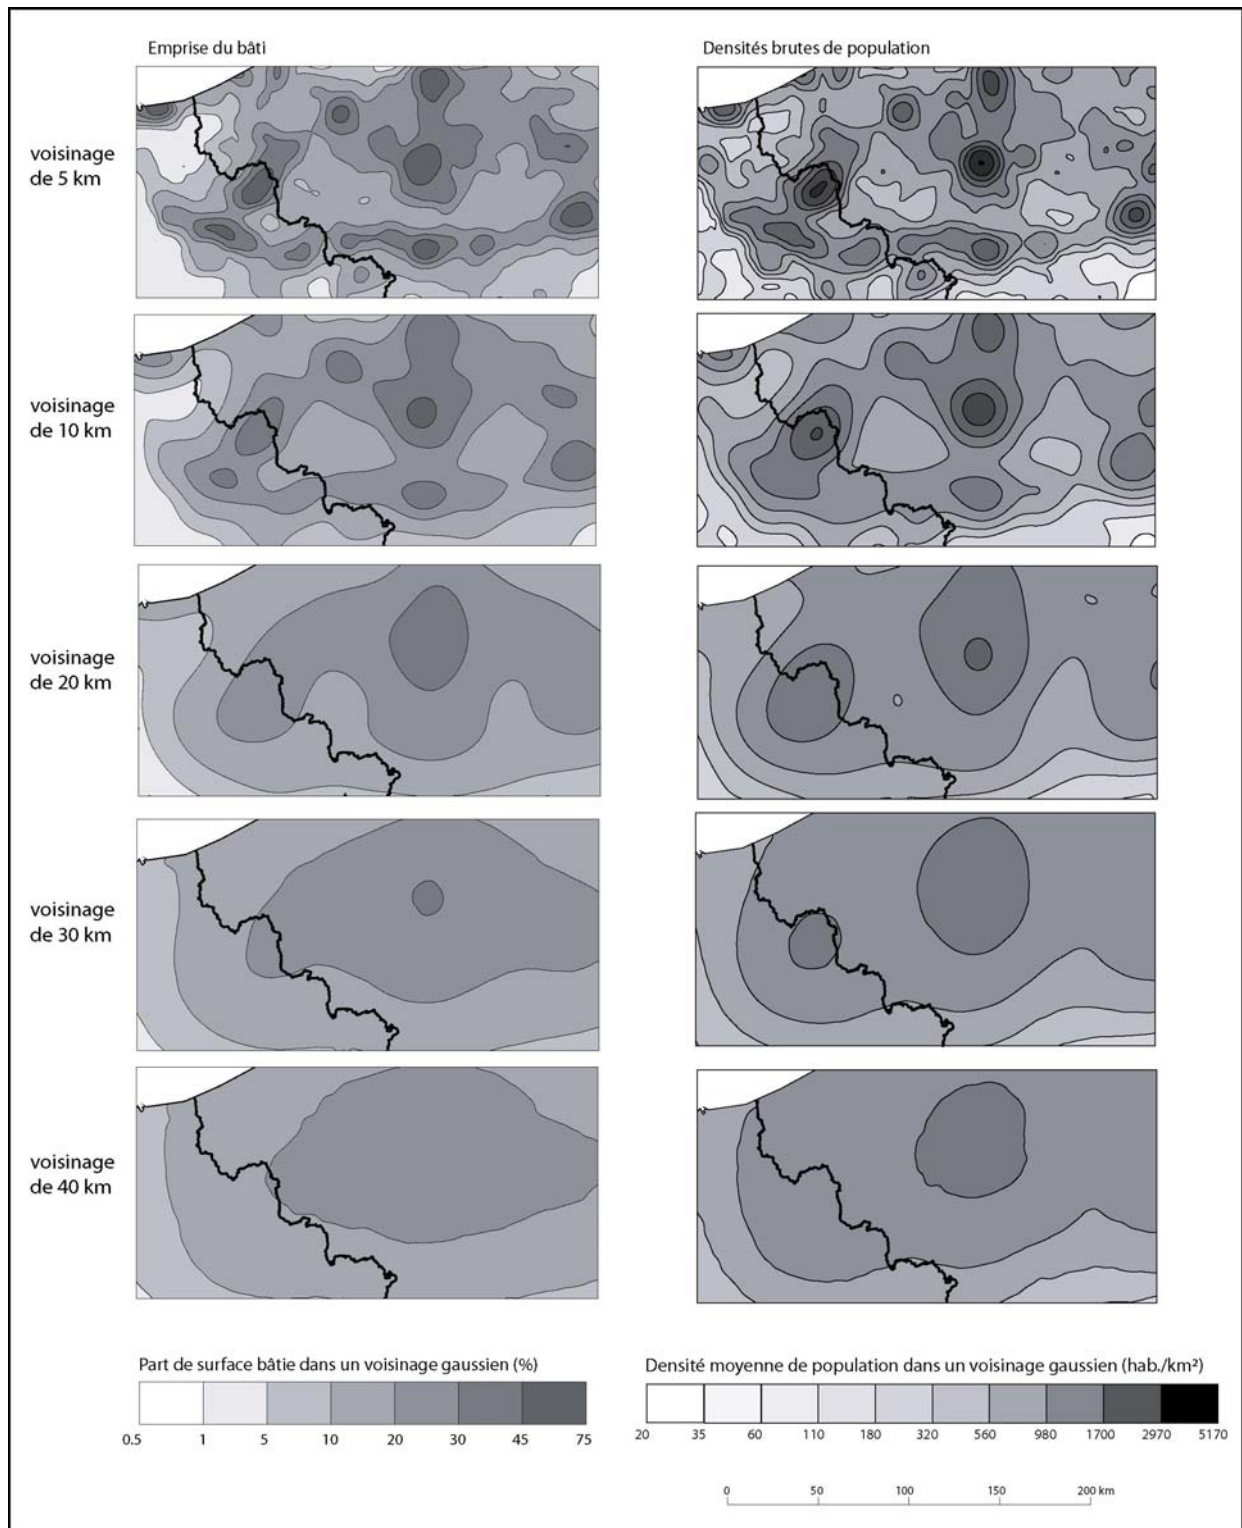 Emprise du bâti
Densités brutes de population
voisinage
de 5 km
voisinage
de 10 km
voisinage
de 20 km
voisinage
de 30 km
voisinage
de 40 km
Part de surface bâtie dans un voisinage gaussien (%)
0.5 1 5 10 20 30 45 75
Densité moyenne de population dans un voisinage gaussien (hab./km²)
20 35 60 110 180 320 560 980 1700 2970 5170
0 50 100 150 200 km